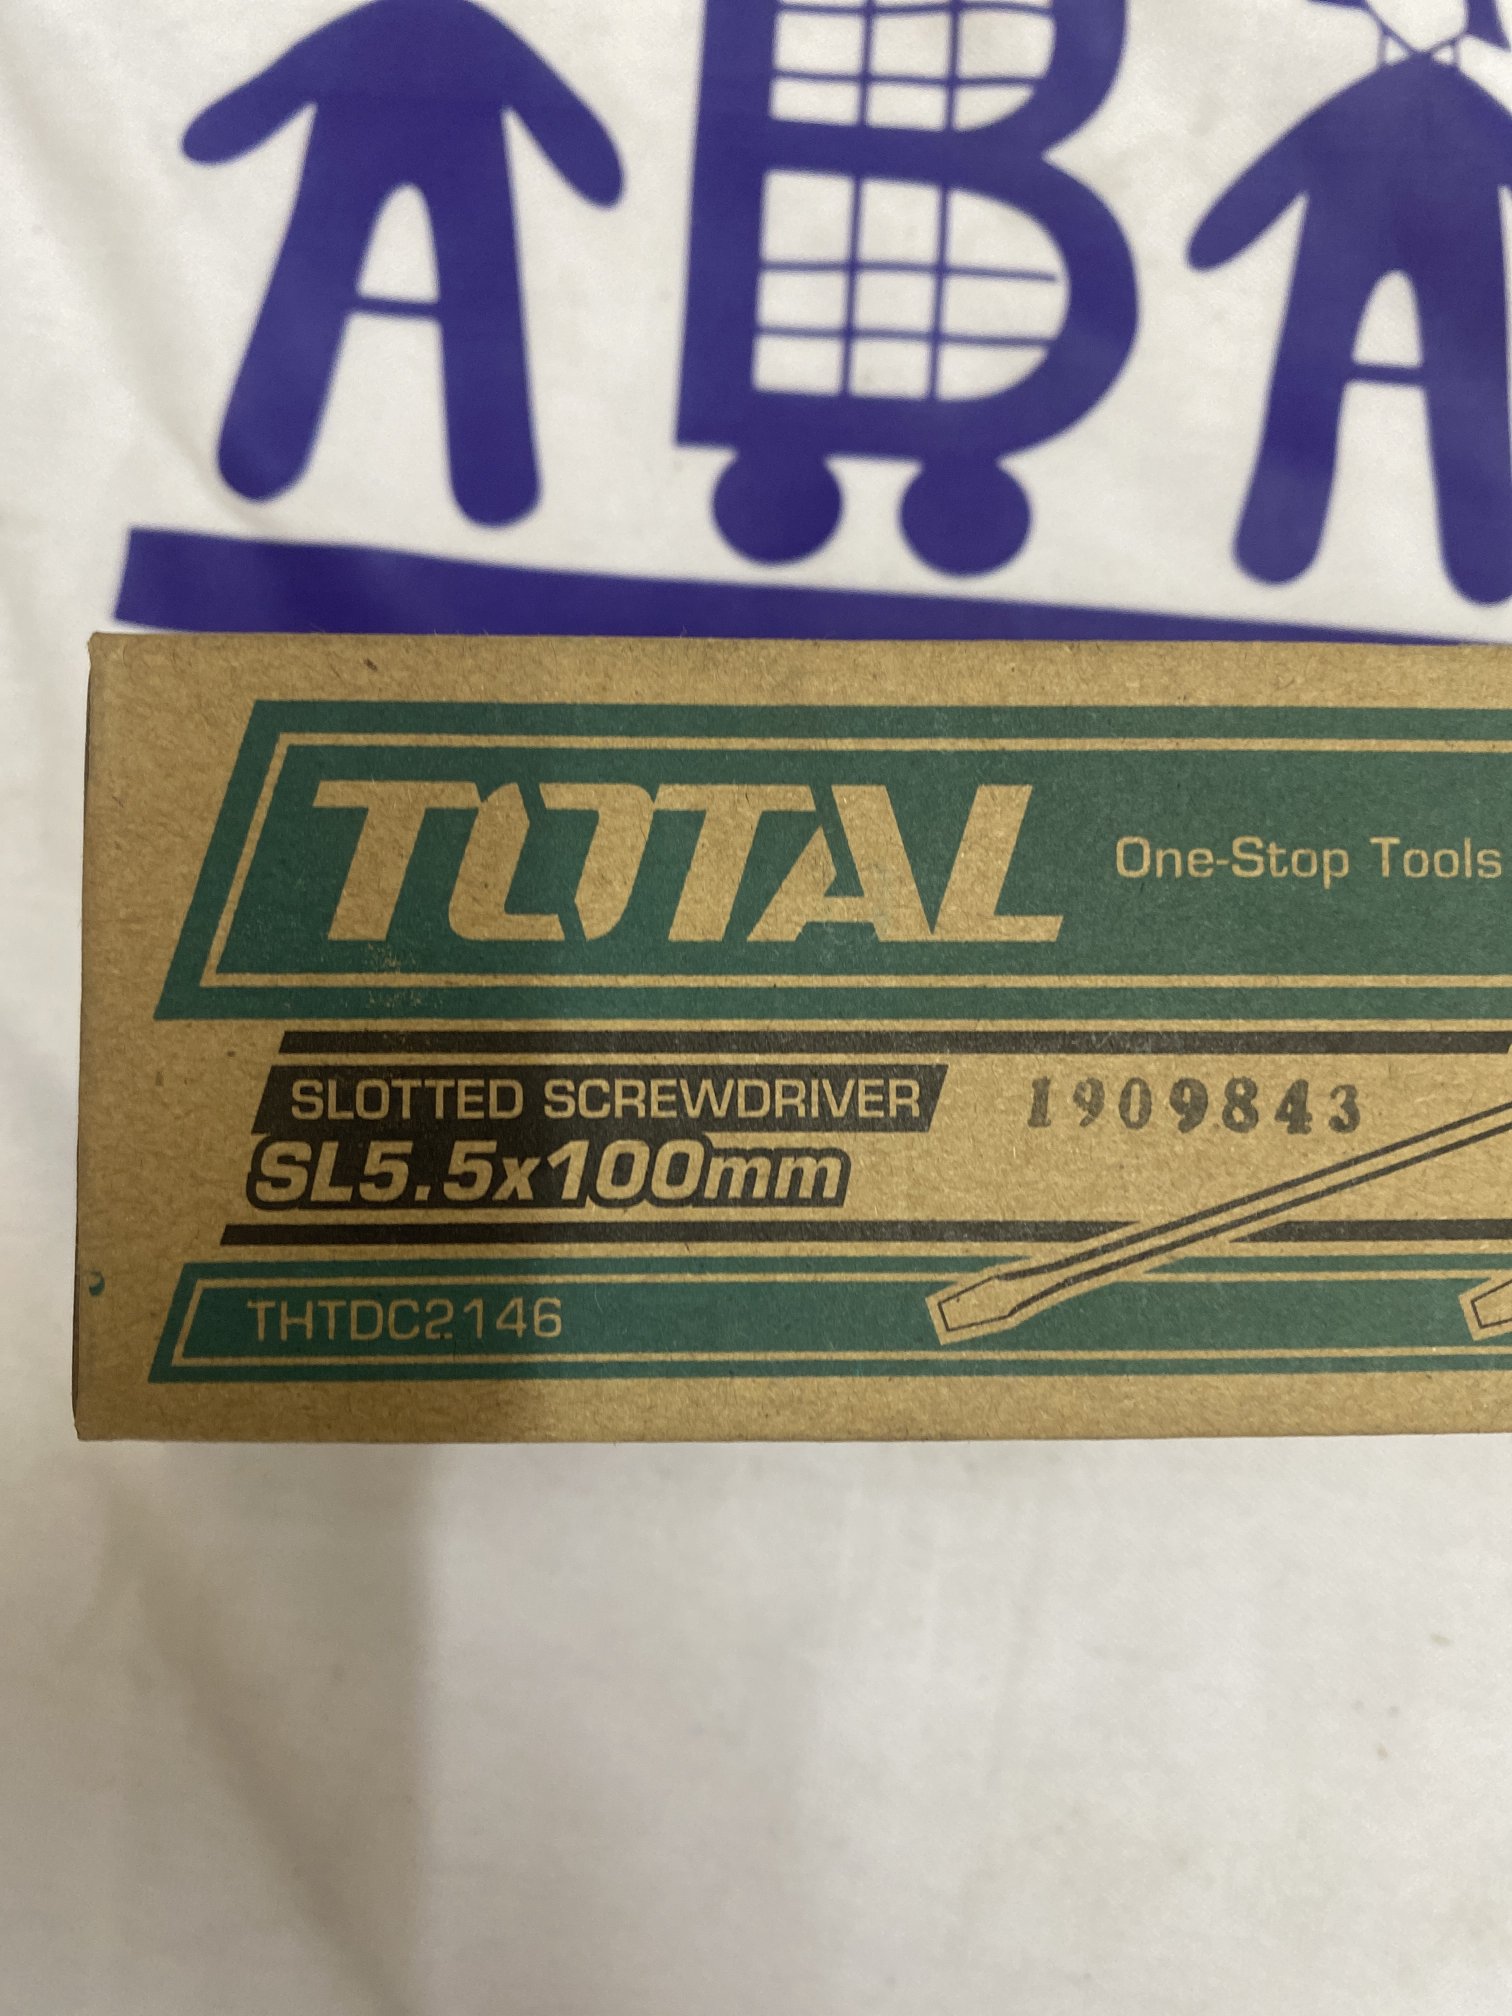 ABA
TOTAL One-Stop Tools
SLOTTED SCREWDRIVER 1909843
SL5.5x100mm
THTDC2146